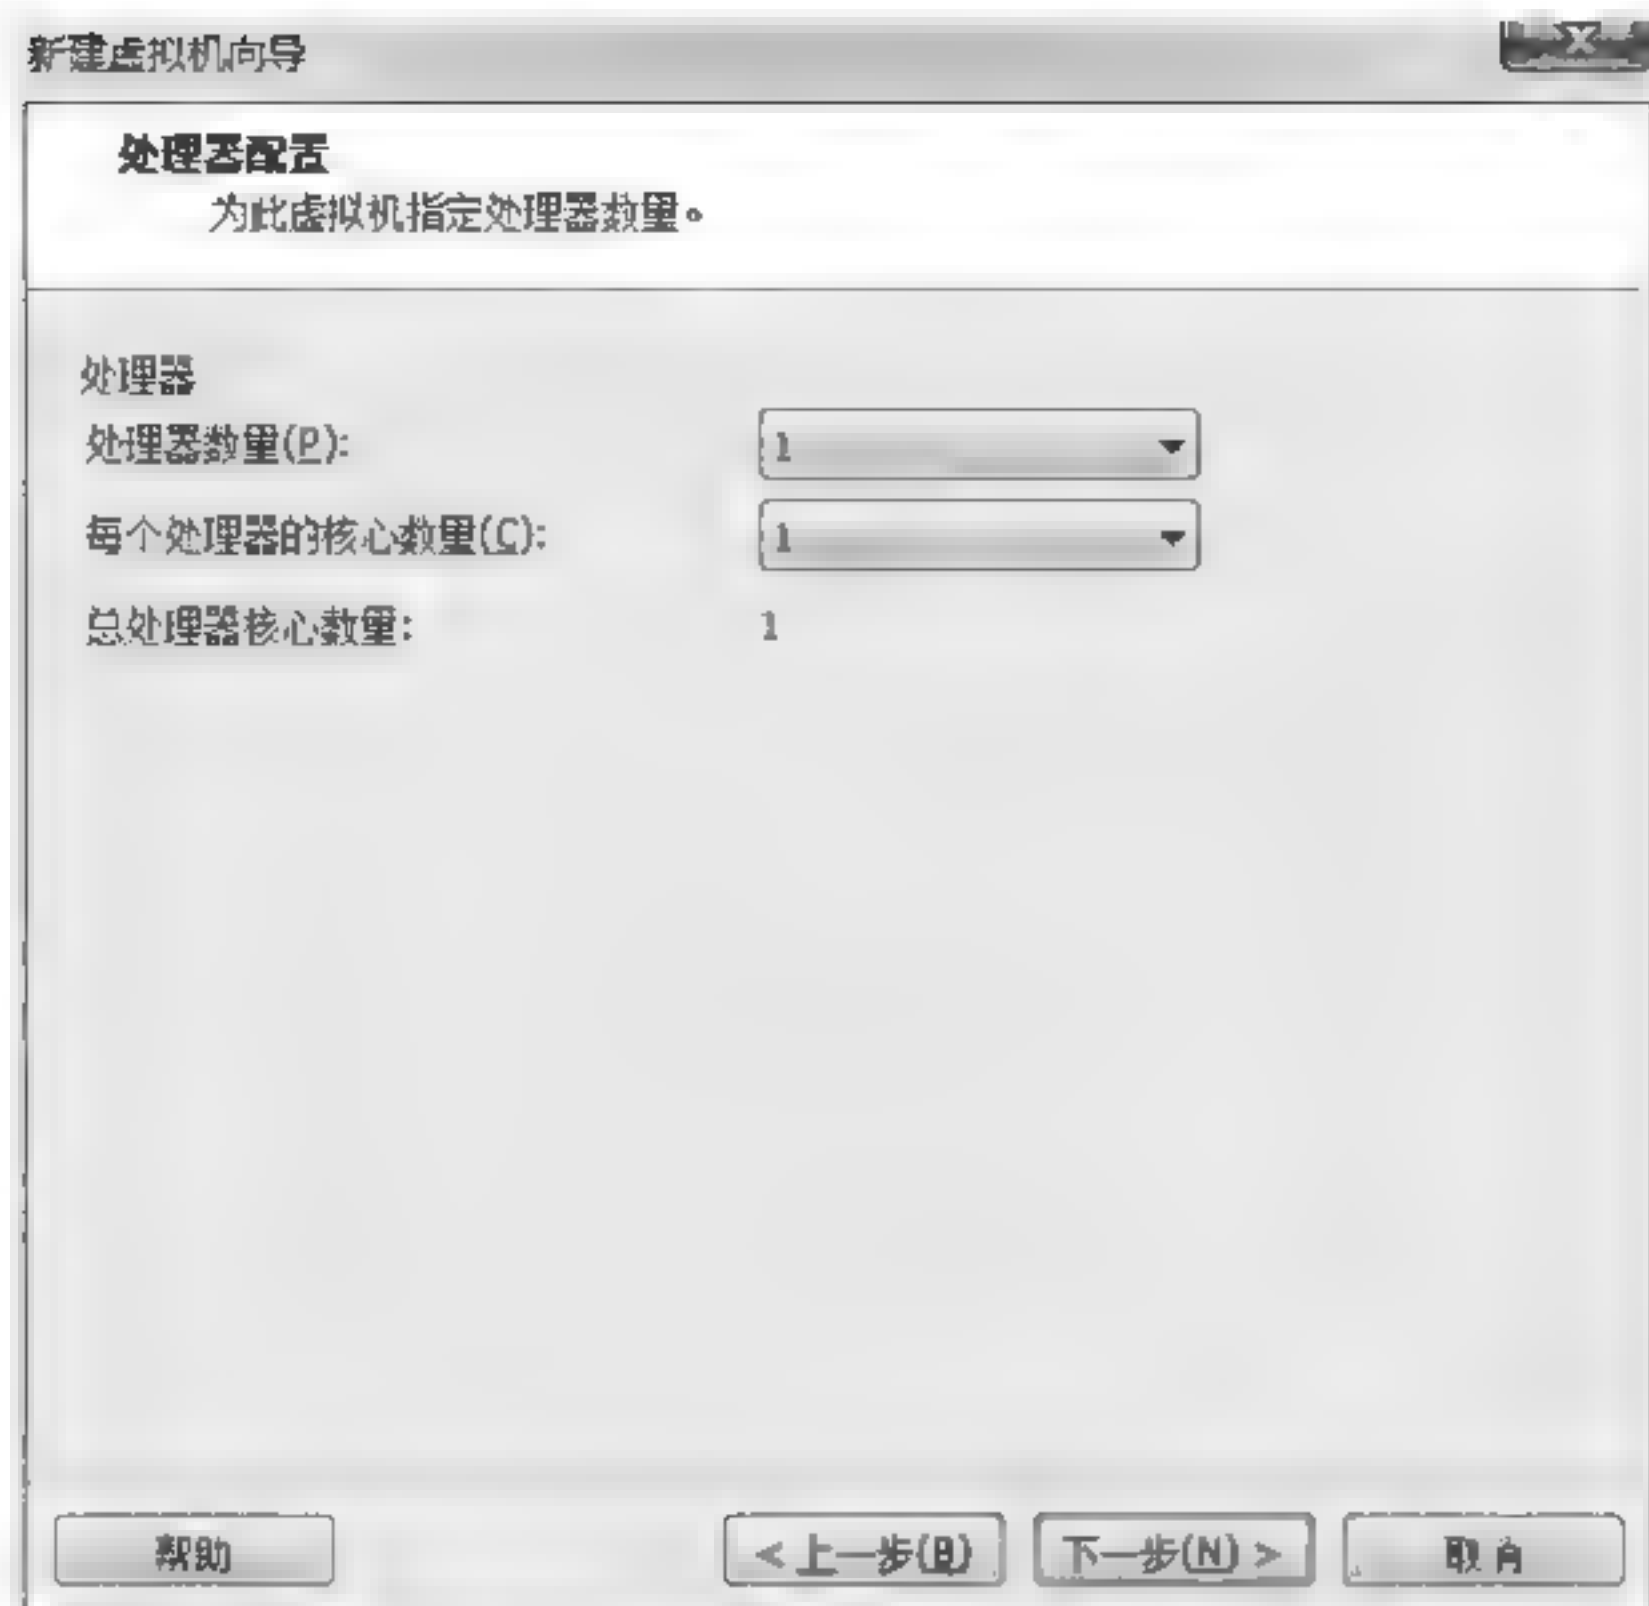 新建虚拟机向导
处理器配置
为此虚拟机指定处理器数量。
处理器
处理器数量(P): 1
每个处理器的核心数量(C): 1
总处理器核心数量: 1
帮助 < 上一步(B) 下一步(N) > 取消